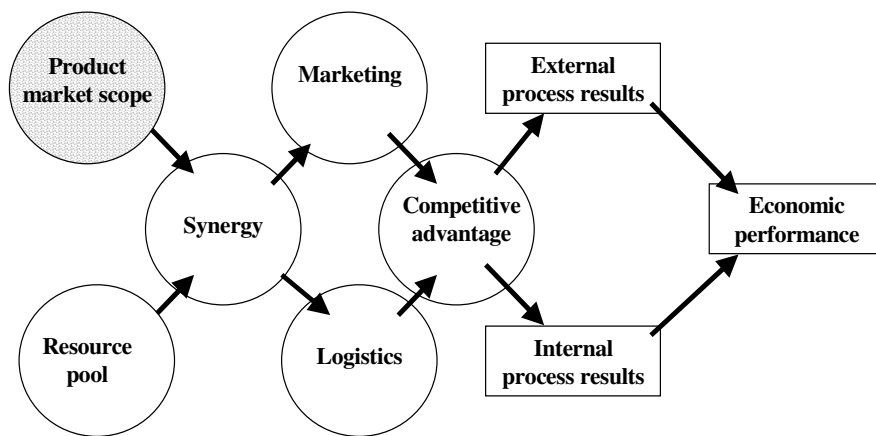 Product
market scope
Marketing
External
process results
Synergy
Competitive
advantage
Economic
performance
Resource
pool
Logistics
Internal
process results